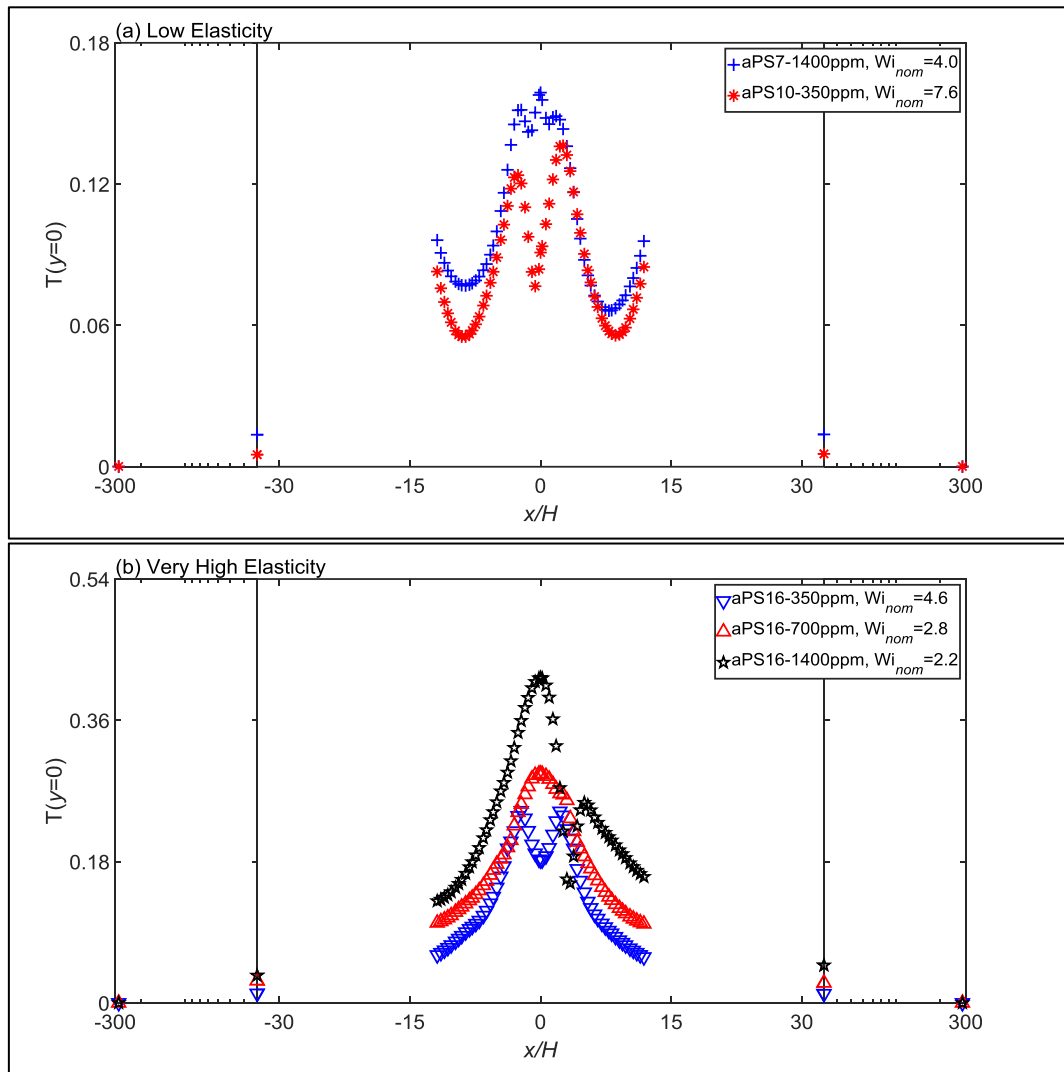 (a) Low Elasticity
0.18
aPS7-1400ppm, Wi_nom=4.0
aPS10-350ppm, Wi_nom=7.6
0.12
T(y=0)
0.06
0
-300 -30 -15 0 15 30 300
x/H
(b) Very High Elasticity
0.54
aPS16-350ppm, Wi_nom=4.6
aPS16-700ppm, Wi_nom=2.8
aPS16-1400ppm, Wi_nom=2.2
0.36
T(y=0)
0.18
0
-300 -30 -15 0 15 30 300
x/H